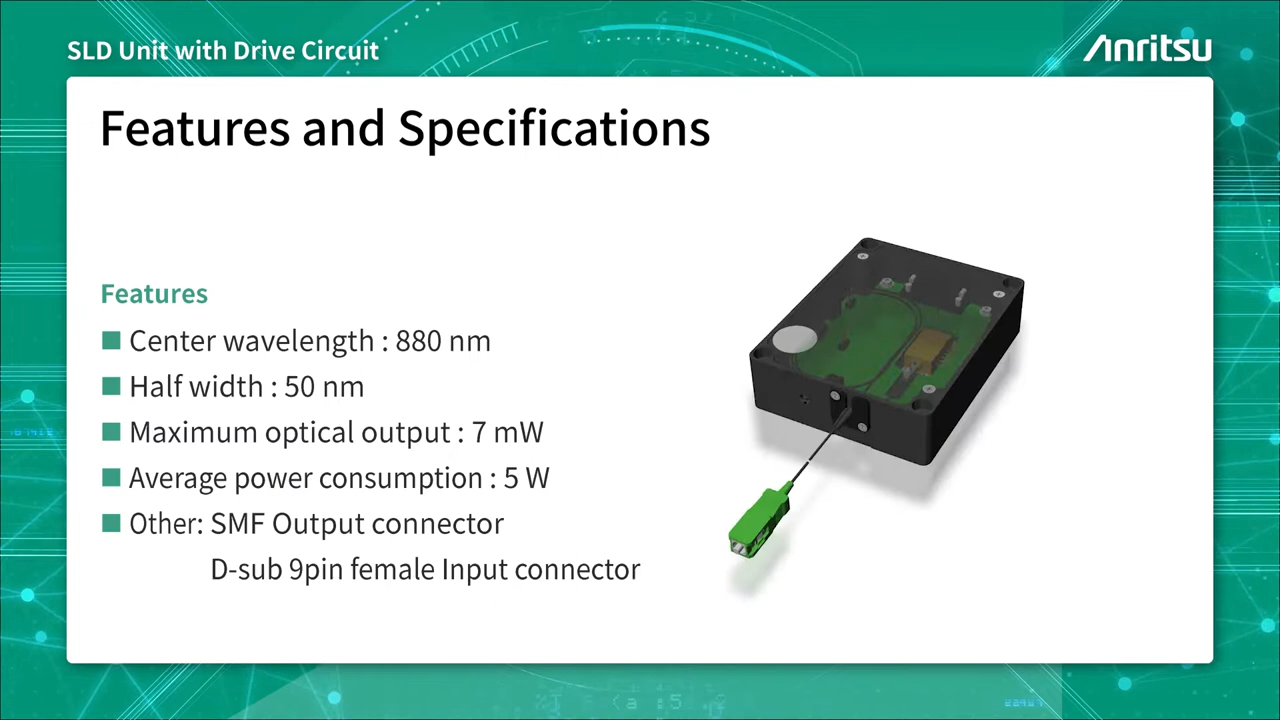 SLD Unit with Drive Circuit
Anritsu
Features and Specifications
Features
Center wavelength : 880 nm
Half width : 50 nm
Maximum optical output : 7 mW
Average power consumption : 5 W
Other: SMF Output connector
D-sub 9pin female Input connector